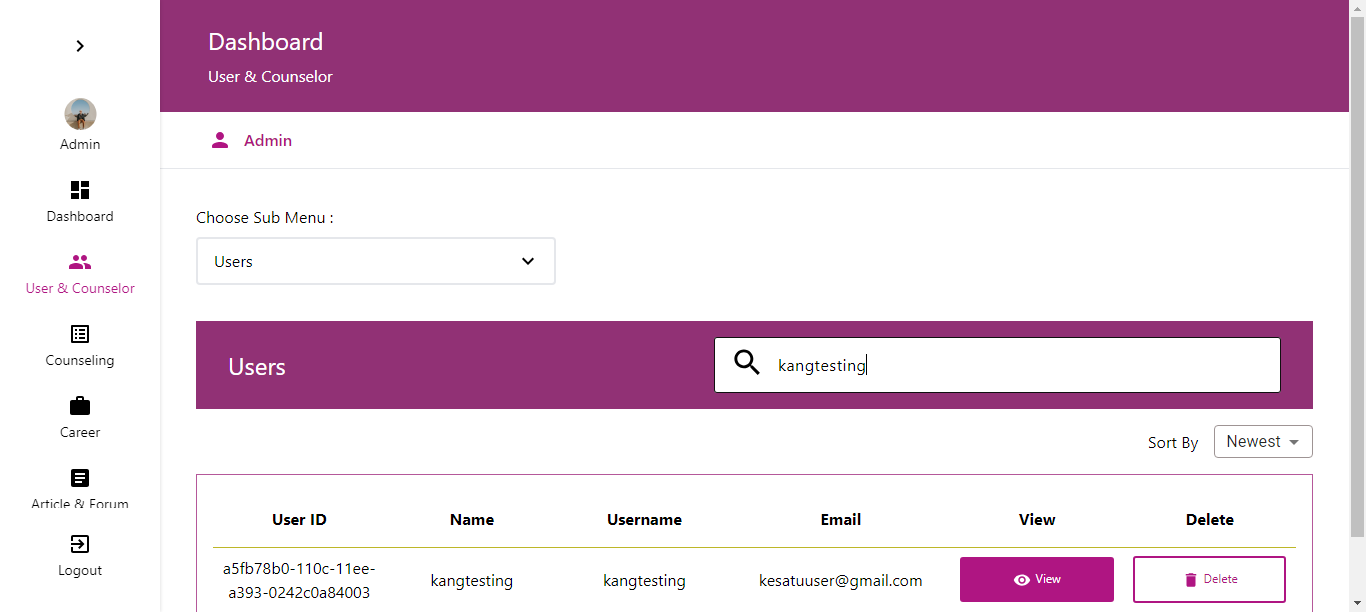 Dashboard
User & Counselor
Admin
Admin
Dashboard
User & Counselor
Counseling
Career
Article & Forum
Logout
Choose Sub Menu :
Users
Users
kangtesting
Sort By Newest
User ID Name Username Email View Delete
a5fb78b0-110c-11ee-
a393-0242c0a84003 kangtesting kangtesting kesatuuser@gmail.com View Delete